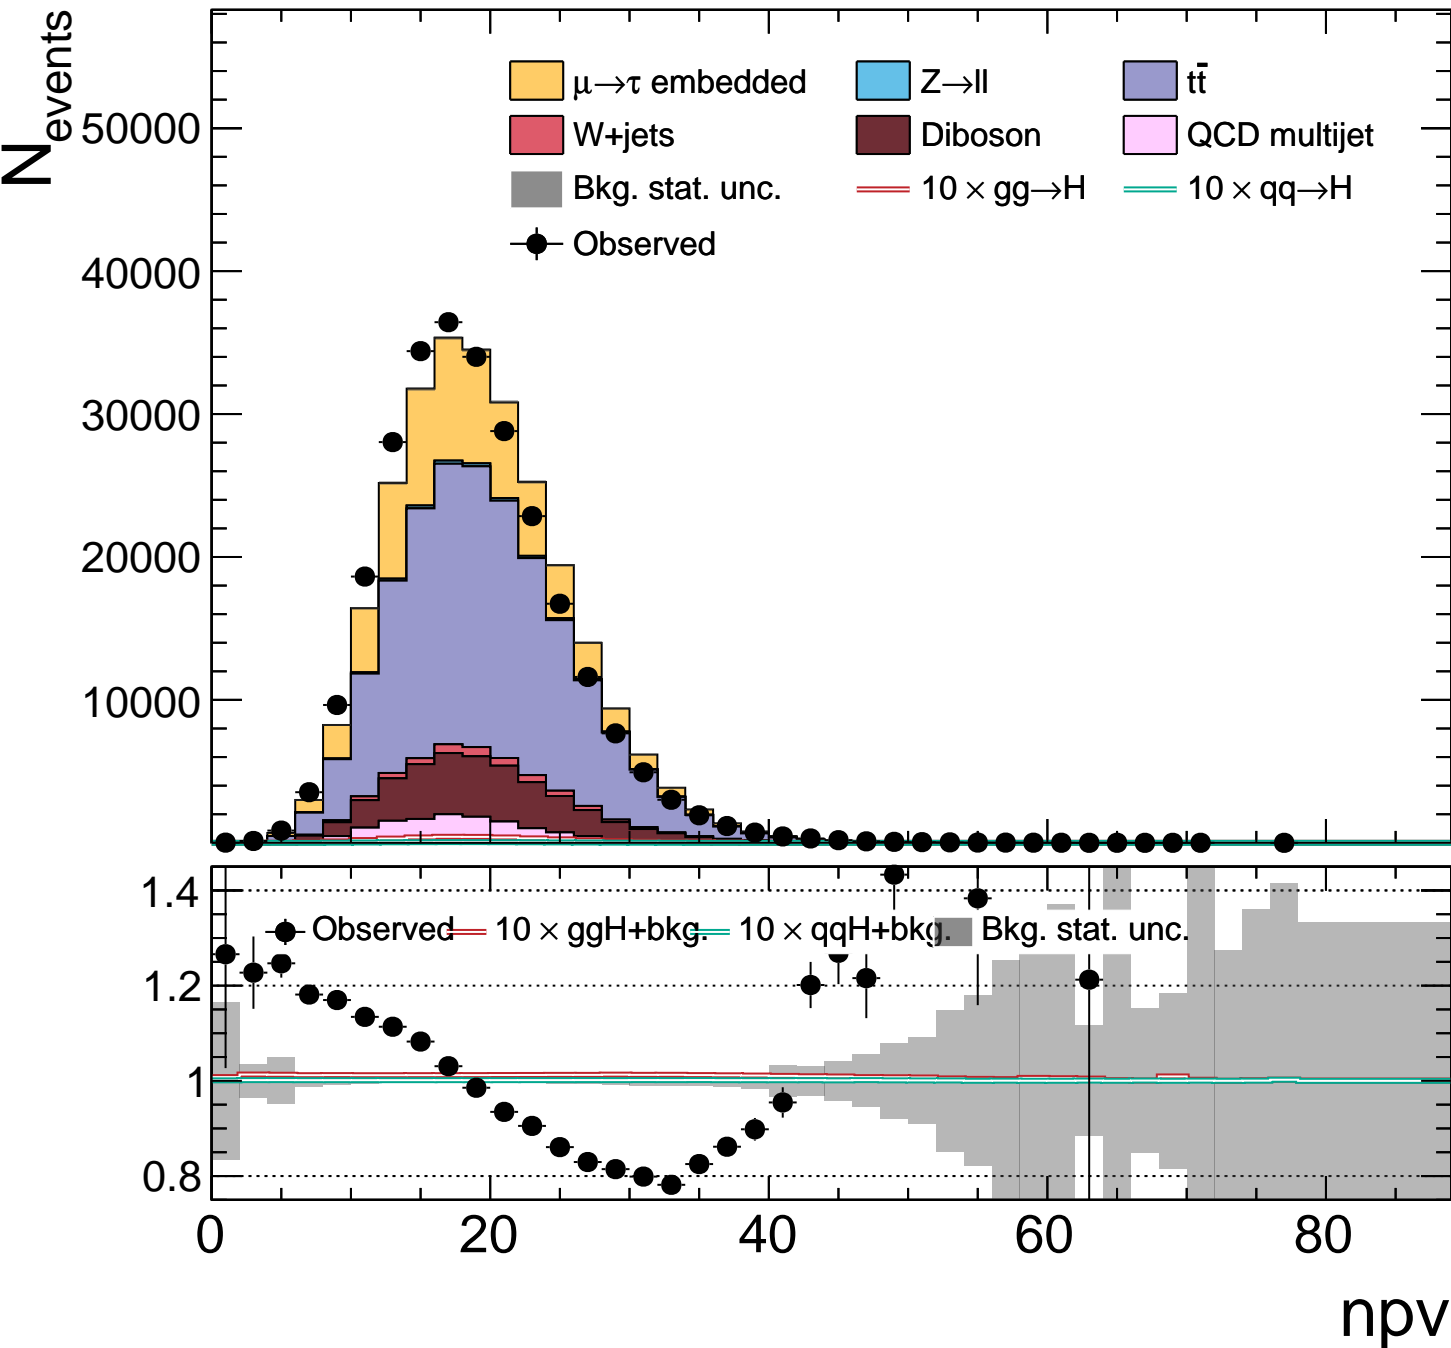 N events
50000
40000
30000
20000
10000
μ→τ embedded Z→ll tt̄
W+jets Diboson QCD multijet
Bkg. stat. unc. 10 × gg→H 10 × qq→H
Observed
1.4
1.2
1
0.8
Observed 10 × ggH+bkg. 10 × qqH+bkg. Bkg. stat. unc.
0 20 40 60 80
npv